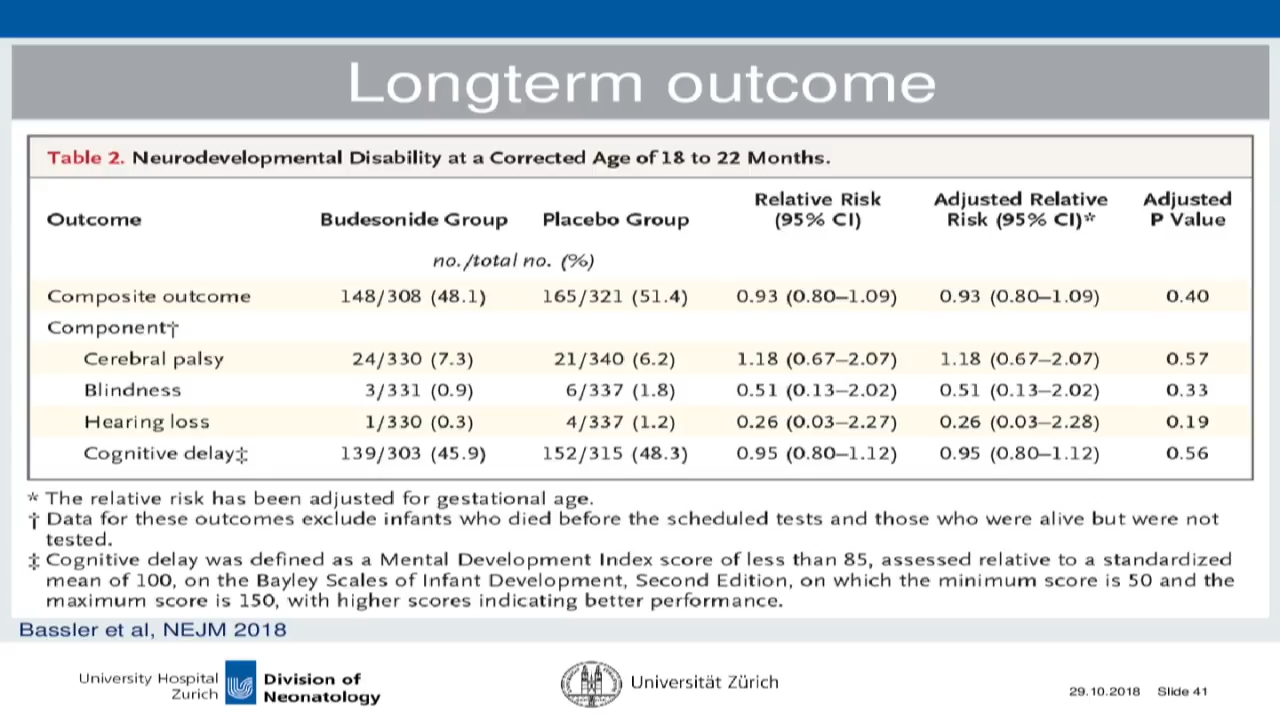 Longterm outcome
Table 2. Neurodevelopmental Disability at a Corrected Age of 18 to 22 Months.
Outcome Budesonide Group Placebo Group Relative Risk (95% CI) Adjusted Relative Risk (95% CI)* Adjusted P Value
no./total no. (%)
Composite outcome 148/308 (48.1) 165/321 (51.4) 0.93 (0.80–1.09) 0.93 (0.80–1.09) 0.40
Component†
Cerebral palsy 24/330 (7.3) 21/340 (6.2) 1.18 (0.67–2.07) 1.18 (0.67–2.07) 0.57
Blindness 3/331 (0.9) 6/337 (1.8) 0.51 (0.13–2.02) 0.51 (0.13–2.02) 0.33
Hearing loss 1/330 (0.3) 4/337 (1.2) 0.26 (0.03–2.27) 0.26 (0.03–2.28) 0.19
Cognitive delay‡ 139/303 (45.9) 152/315 (48.3) 0.95 (0.80–1.12) 0.95 (0.80–1.12) 0.56
* The relative risk has been adjusted for gestational age.
† Data for these outcomes exclude infants who died before the scheduled tests and those who were alive but were not
tested.
‡ Cognitive delay was defined as a Mental Development Index score of less than 85, assessed relative to a standardized
mean of 100, on the Bayley Scales of Infant Development, Second Edition, on which the minimum score is 50 and the
maximum score is 150, with higher scores indicating better performance.
Bassler et al, NEJM 2018
University Hospital
Zurich
Division of
Neonatology
Universität Zürich
29.10.2018 Slide 41